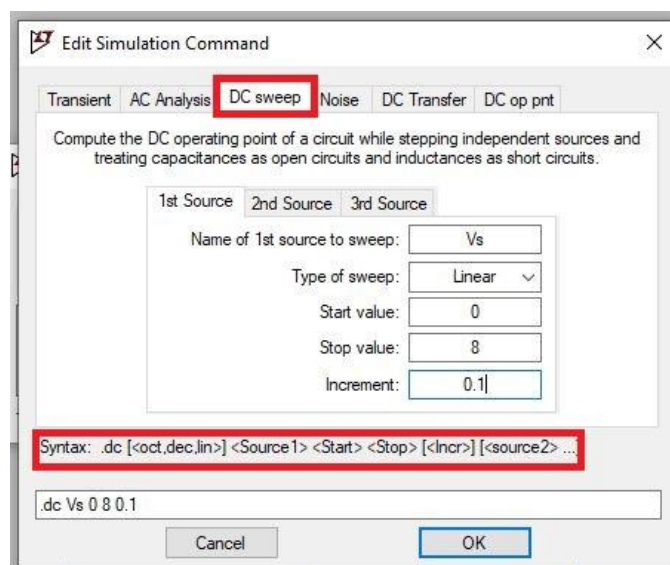 Edit Simulation Command
Transient AC Analysis DC sweep Noise DC Transfer DC op pnt
Compute the DC operating point of a circuit while stepping independent sources and
treating capacitances as open circuits and inductances as short circuits.
1st Source 2nd Source 3rd Source
Name of 1st source to sweep: Vs
Type of sweep: Linear
Start value: 0
Stop value: 8
Increment: 0.1
Syntax: .dc [<oct,dec,lin>] <Source1> <Start> <Stop> [<Incr>] [<source2> ...]
.dc Vs 0 8 0.1
Cancel OK